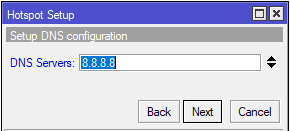 Hotspot Setup
Setup DNS configuration
DNS Servers: 8.8.8.8
Back Next Cancel